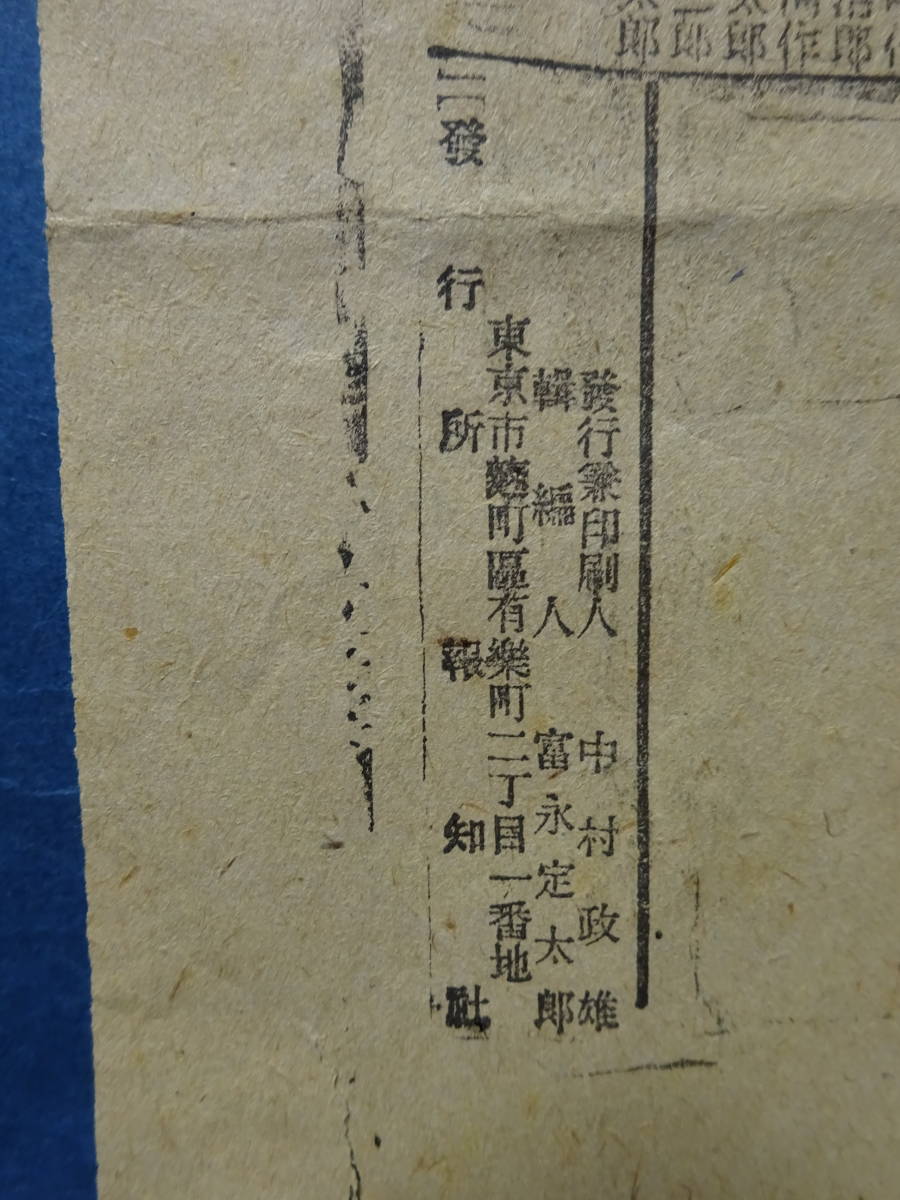 發行兼印刷人 中村政雄
輯編人 富永定太郎
東京市麹町區有樂町二丁目一番地
發行所 報知社